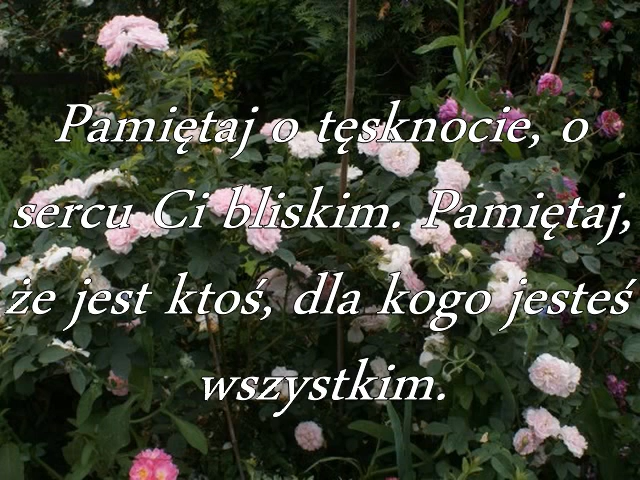 Pamiętaj o tęsknocie, o
sercu Ci bliskim. Pamiętaj,
że jest ktoś, dla kogo jesteś
wszystkim.